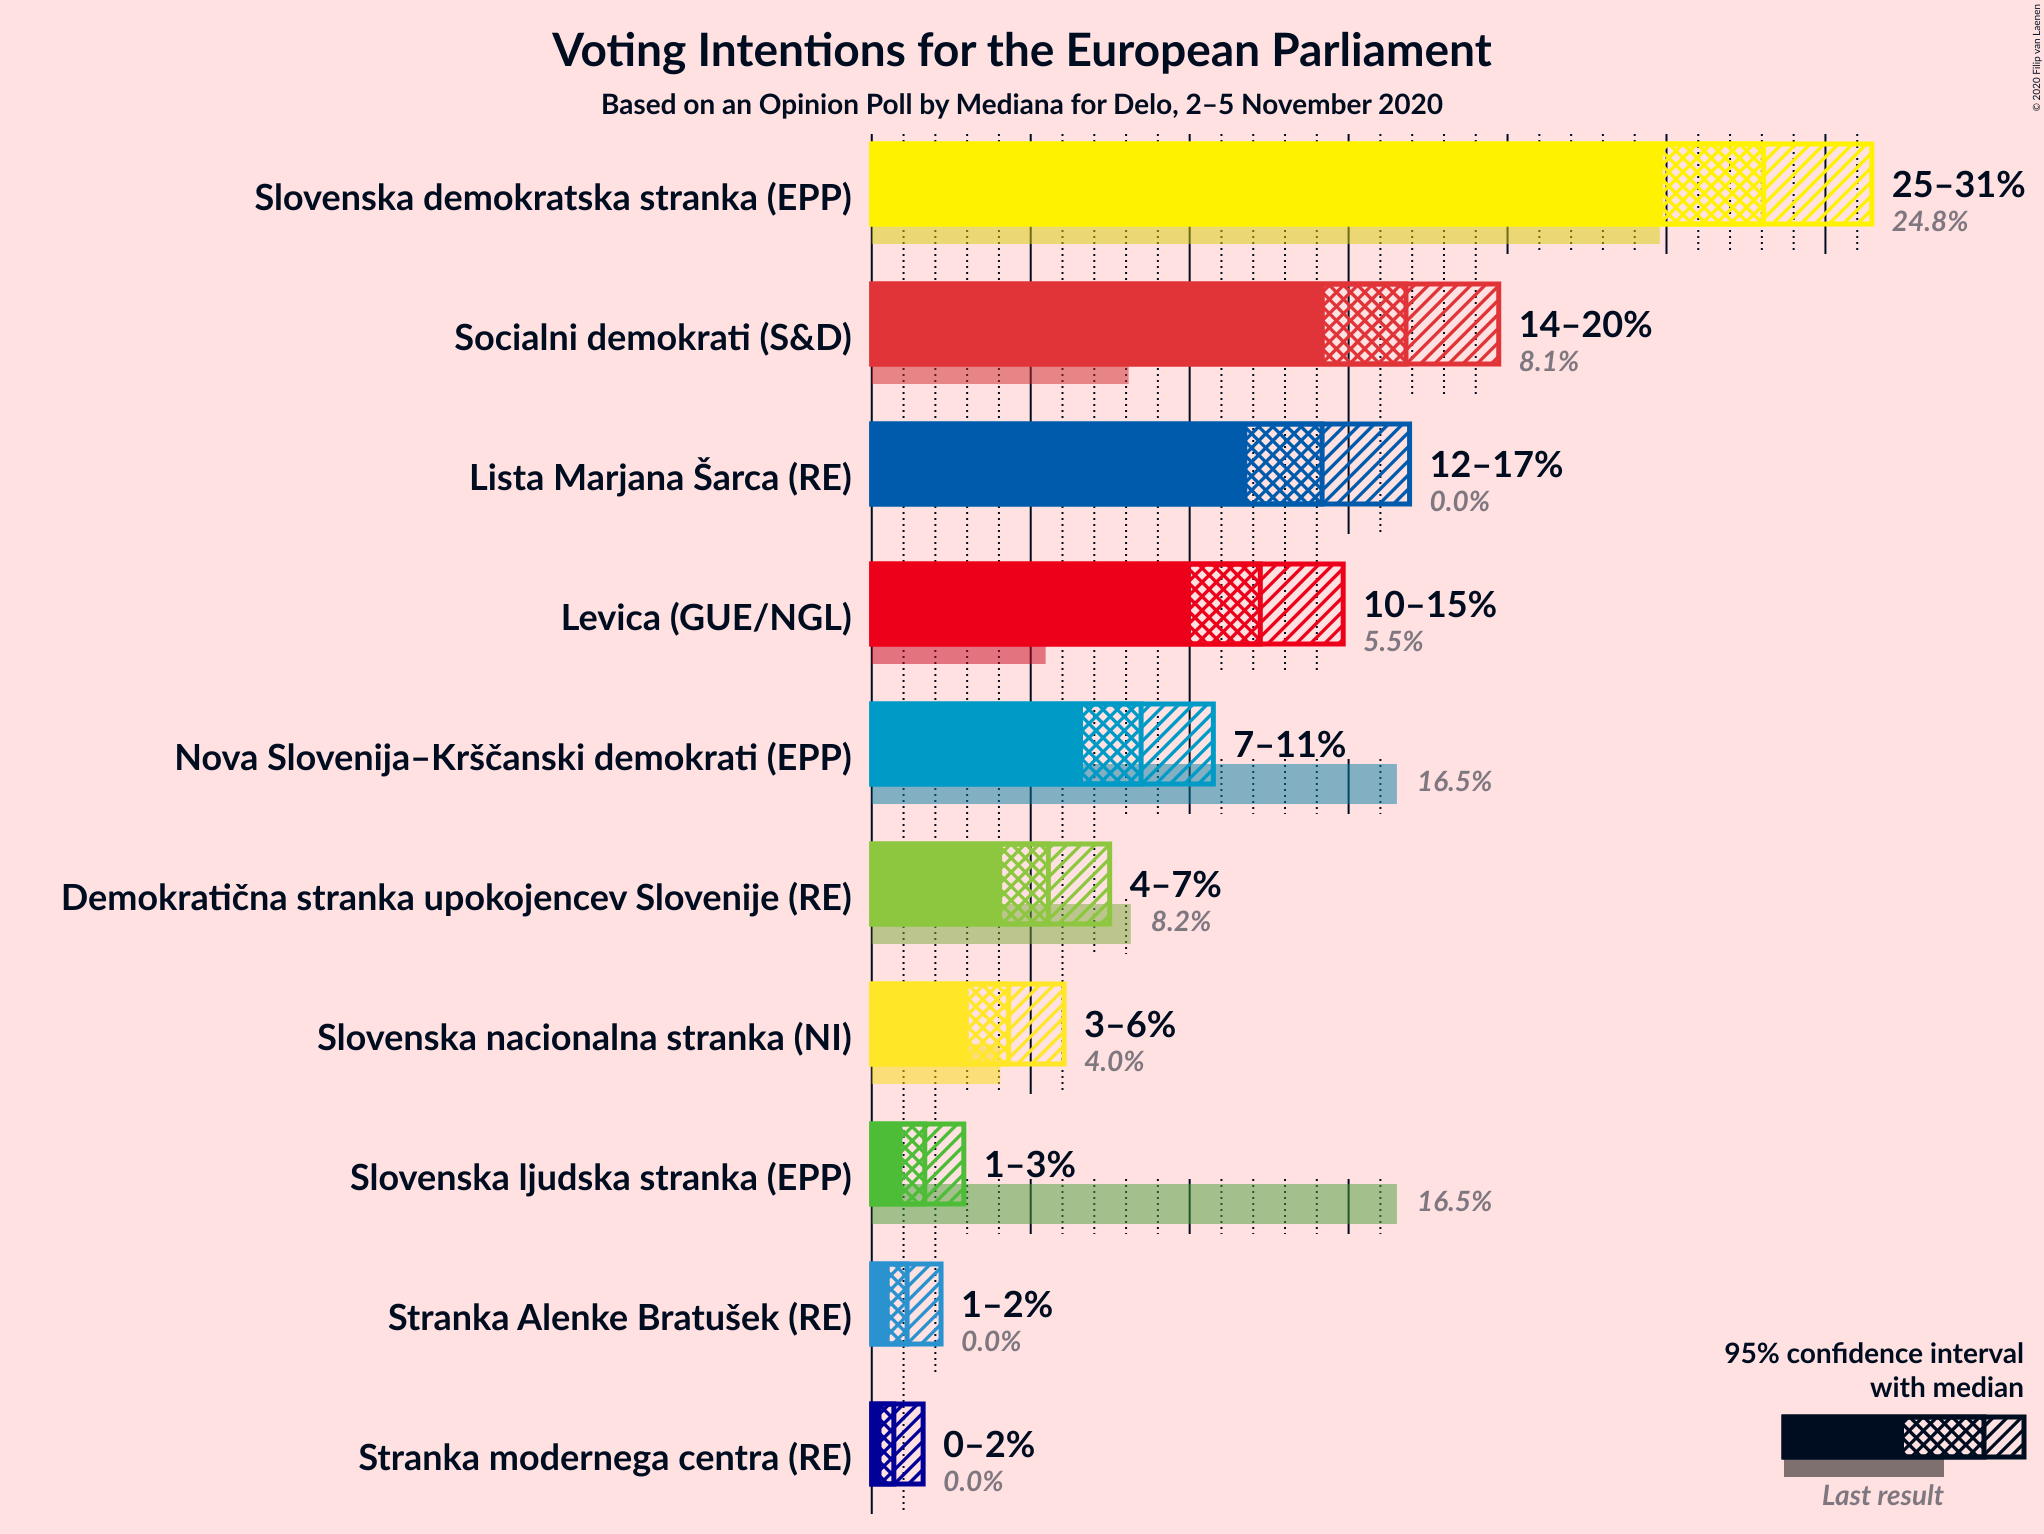 © 2020 Filip van Laenen
Voting Intentions for the European Parliament
Based on an Opinion Poll by Mediana for Delo, 2–5 November 2020
Slovenska demokratska stranka (EPP)
25–31%
24.8%
Socialni demokrati (S&D)
14–20%
8.1%
Lista Marjana Šarca (RE)
12–17%
0.0%
Levica (GUE/NGL)
10–15%
5.5%
Nova Slovenija–Krščanski demokrati (EPP)
7–11%
16.5%
Demokratična stranka upokojencev Slovenije (RE)
4–7%
8.2%
Slovenska nacionalna stranka (NI)
3–6%
4.0%
Slovenska ljudska stranka (EPP)
1–3%
16.5%
Stranka Alenke Bratušek (RE)
1–2%
0.0%
Stranka modernega centra (RE)
0–2%
0.0%
95% confidence interval
with median
Last result